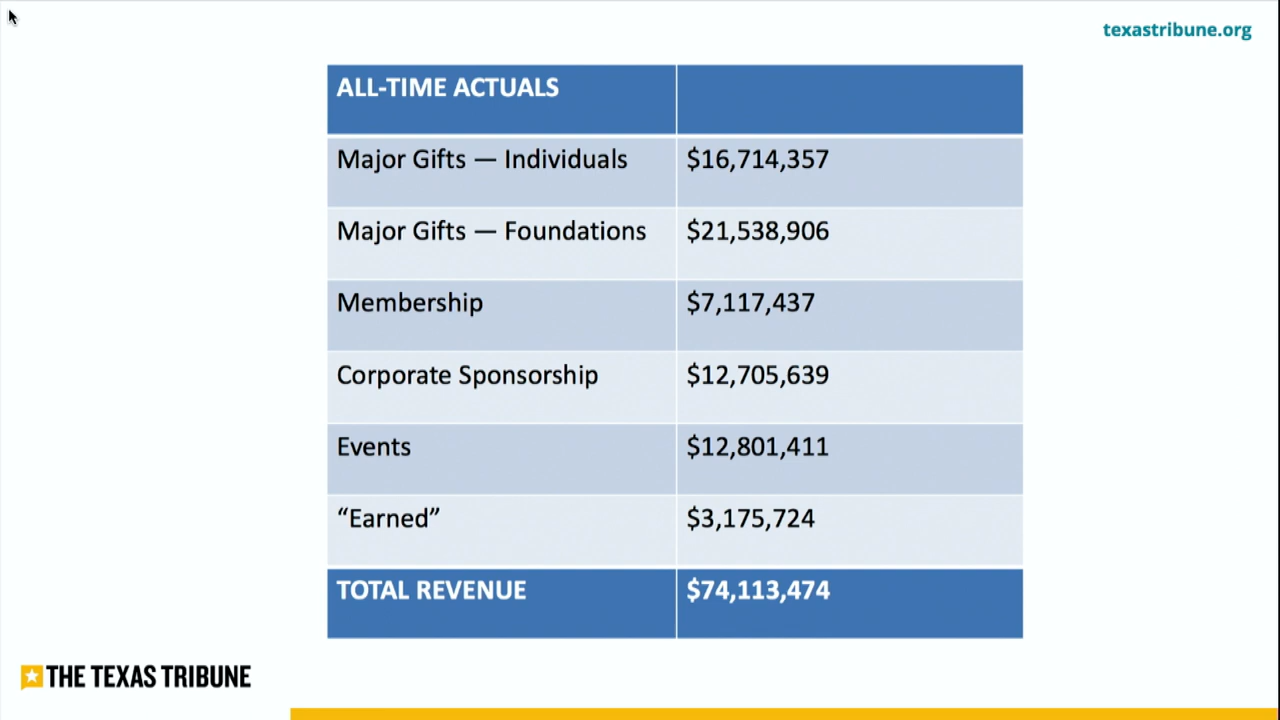 texastribune.org
ALL-TIME ACTUALS
Major Gifts — Individuals $16,714,357
Major Gifts — Foundations $21,538,906
Membership $7,117,437
Corporate Sponsorship $12,705,639
Events $12,801,411
“Earned” $3,175,724
TOTAL REVENUE $74,113,474
THE TEXAS TRIBUNE